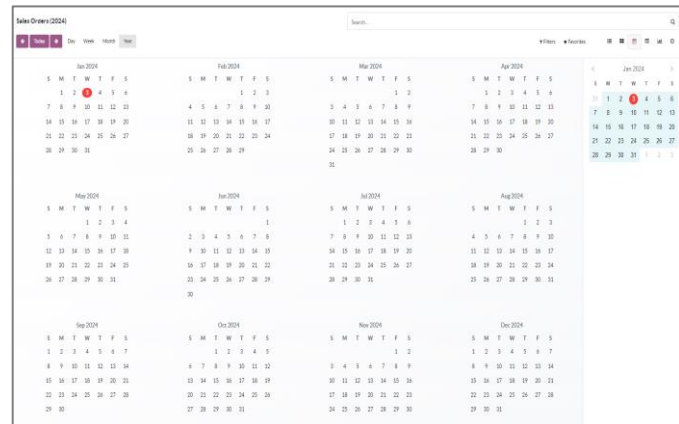 Sales Orders (2024)
Search...
Today Day Week Month Year
Filters Favorites
Jan 2024
S M T W T F S
1 2 3 4 5 6
7 8 9 10 11 12 13
14 15 16 17 18 19 20
21 22 23 24 25 26 27
28 29 30 31
Feb 2024
S M T W T F S
1 2 3
4 5 6 7 8 9 10
11 12 13 14 15 16 17
18 19 20 21 22 23 24
25 26 27 28 29
Mar 2024
S M T W T F S
1 2
3 4 5 6 7 8 9
10 11 12 13 14 15 16
17 18 19 20 21 22 23
24 25 26 27 28 29 30
31
Apr 2024
S M T W T F S
1 2 3 4 5 6
7 8 9 10 11 12 13
14 15 16 17 18 19 20
21 22 23 24 25 26 27
28 29 30
Jan 2024
S M T W T F S
31 1 2 3 4 5 6
7 8 9 10 11 12 13
14 15 16 17 18 19 20
21 22 23 24 25 26 27
28 29 30 31 1 2 3
May 2024
S M T W T F S
1 2 3 4
5 6 7 8 9 10 11
12 13 14 15 16 17 18
19 20 21 22 23 24 25
26 27 28 29 30 31
Jun 2024
S M T W T F S
1
2 3 4 5 6 7 8
9 10 11 12 13 14 15
16 17 18 19 20 21 22
23 24 25 26 27 28 29
30
Jul 2024
S M T W T F S
1 2 3 4 5 6
7 8 9 10 11 12 13
14 15 16 17 18 19 20
21 22 23 24 25 26 27
28 29 30 31
Aug 2024
S M T W T F S
1 2 3
4 5 6 7 8 9 10
11 12 13 14 15 16 17
18 19 20 21 22 23 24
25 26 27 28 29 30 31
Sep 2024
S M T W T F S
1 2 3 4 5 6 7
8 9 10 11 12 13 14
15 16 17 18 19 20 21
22 23 24 25 26 27 28
29 30
Oct 2024
S M T W T F S
1 2 3 4 5
6 7 8 9 10 11 12
13 14 15 16 17 18 19
20 21 22 23 24 25 26
27 28 29 30 31
Nov 2024
S M T W T F S
1 2
3 4 5 6 7 8 9
10 11 12 13 14 15 16
17 18 19 20 21 22 23
24 25 26 27 28 29 30
Dec 2024
S M T W T F S
1 2 3 4 5 6 7
8 9 10 11 12 13 14
15 16 17 18 19 20 21
22 23 24 25 26 27 28
29 30 31